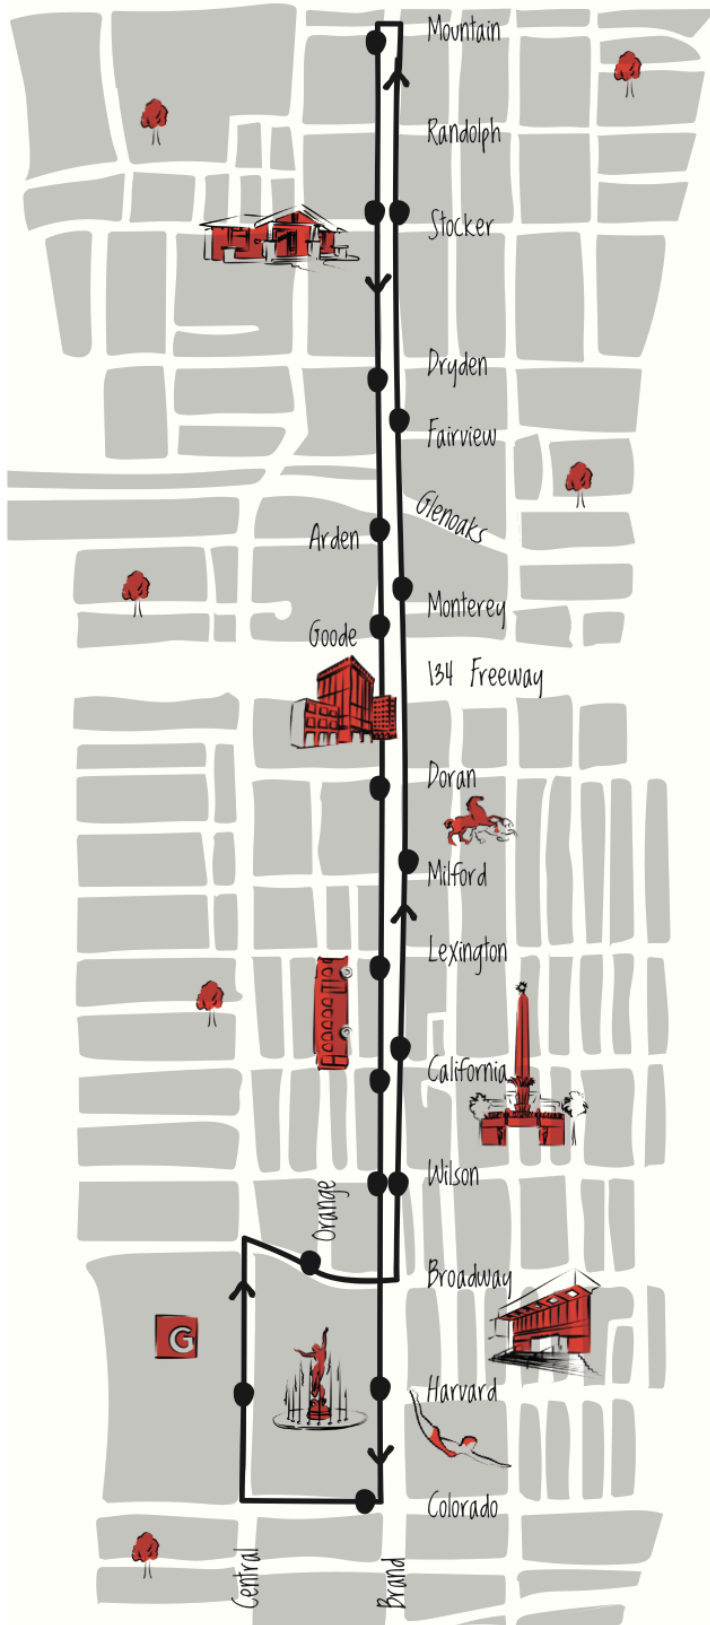 Mountain
Randolph
Stocker
Dryden
Fairview
Glenoaks
Arden
Monterey
Goode
134 Freeway
Doran
Milford
Lexington
California
Wilson
Orange
Broadway
G
Harvard
Colorado
Central
Brand